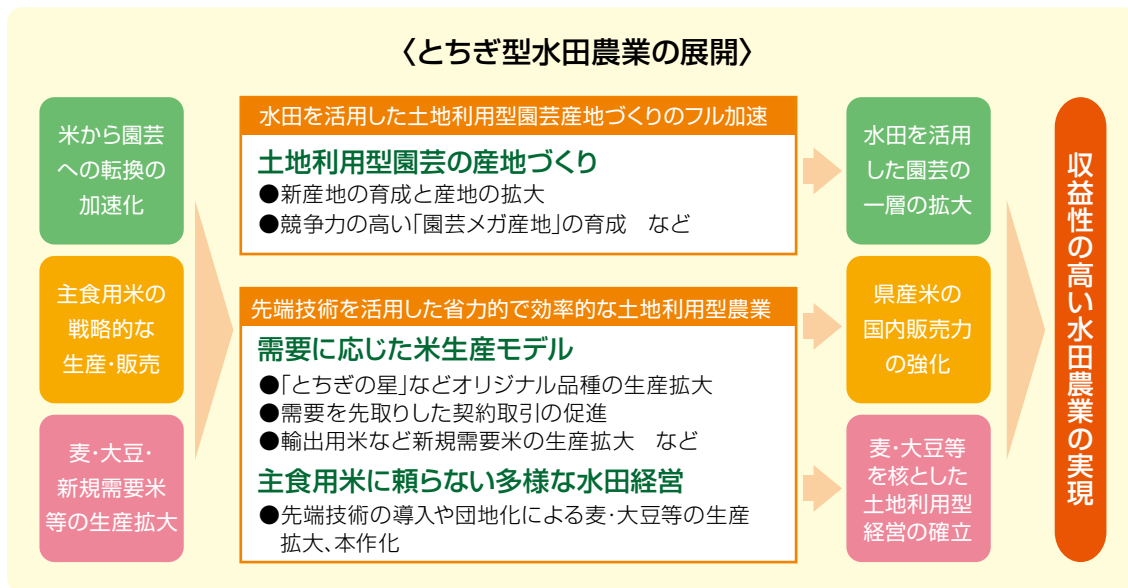 〈とちぎ型水田農業の展開〉
米から園芸
への転換の
加速化
主食用米の
戦略的な
生産・販売
麦・大豆・
新規需要米
等の生産拡大
水田を活用した土地利用型園芸産地づくりのフル加速
土地利用型園芸の産地づくり
●新産地の育成と産地の拡大
●競争力の高い「園芸メガ産地」の育成　など
先端技術を活用した省力的で効率的な土地利用型農業
需要に応じた米生産モデル
●「とちぎの星」などオリジナル品種の生産拡大
●需要を先取りした契約取引の促進
●輸出用米など新規需要米の生産拡大　など
主食用米に頼らない多様な水田経営
●先端技術の導入や団地化による麦・大豆等の生産
拡大、本作化
水田を活用
した園芸の
一層の拡大
県産米の
国内販売力
の強化
麦・大豆等
を核とした
土地利用型
経営の確立
収益性の高い水田農業の実現